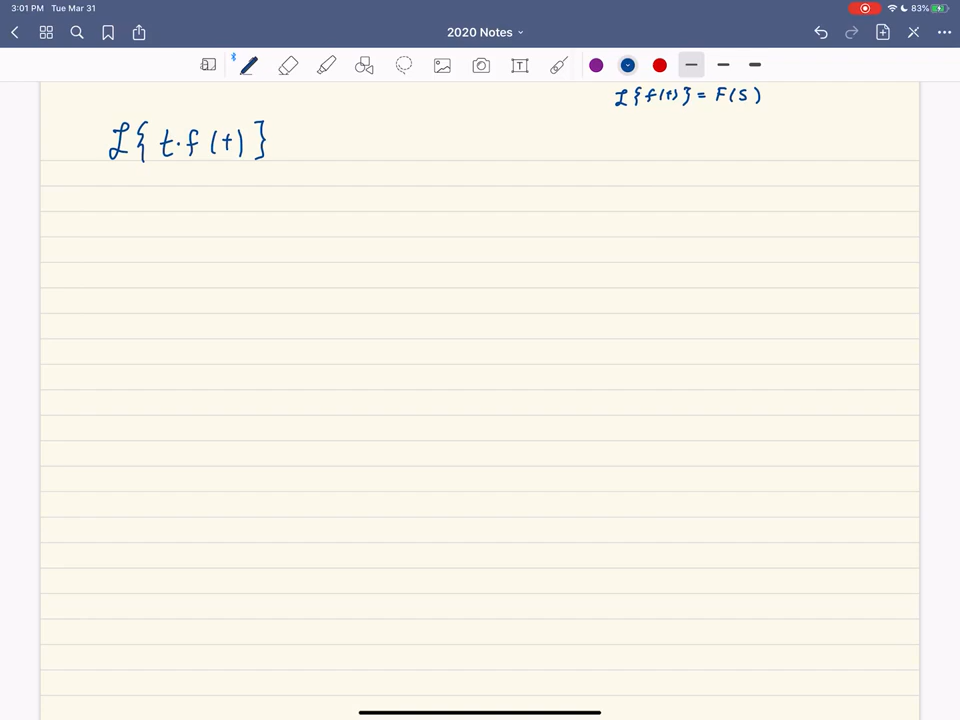 3:01 PM Tue Mar 31
83%
2020 Notes
T
ℒ{f(t)} = F(S)
ℒ{ t·f(t) }